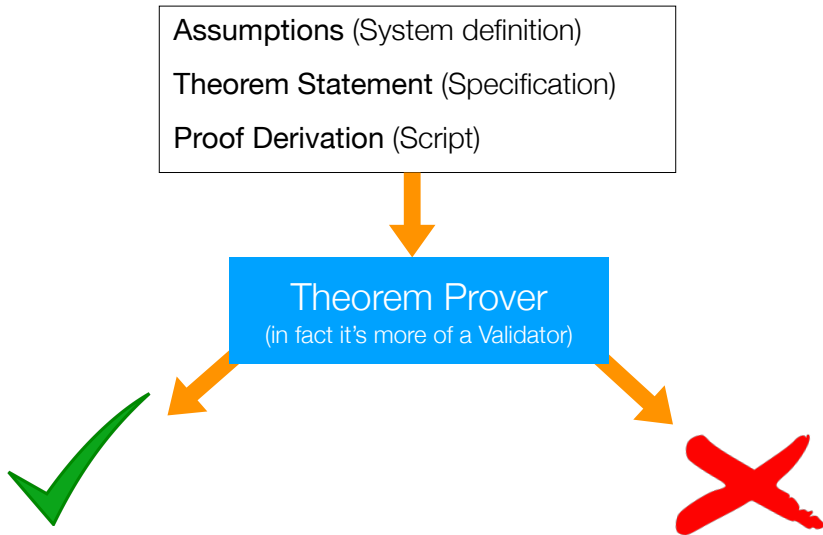 Assumptions (System definition)
Theorem Statement (Specification)
Proof Derivation (Script)
Theorem Prover
(in fact it's more of a Validator)